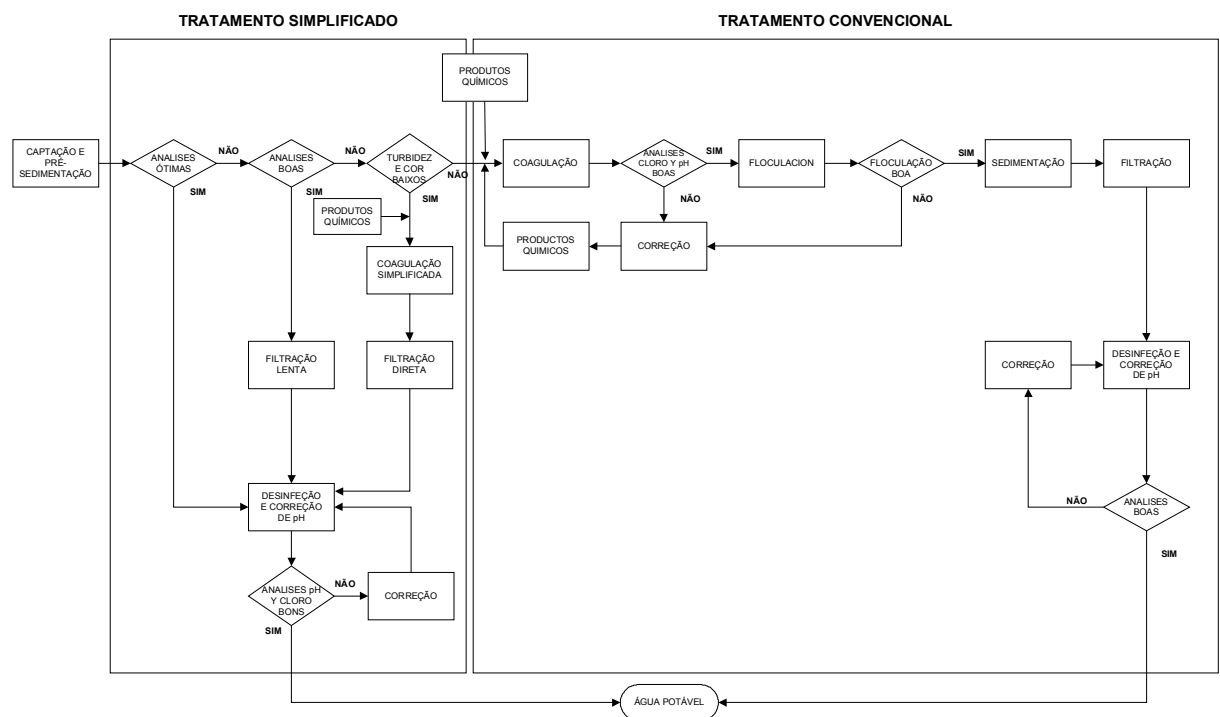 TRATAMENTO SIMPLIFICADO
TRATAMENTO CONVENCIONAL
PRODUTOS
QUÍMICOS
CAPTAÇÃO E
PRÉ-
SEDIMENTAÇÃO
ANALISES
ÓTIMAS
NÃO
SIM
ANALISES
BOAS
NÃO
SIM
TURBIDEZ
E COR
BAIXOS
NÃO
SIM
PRODUTOS
QUÍMICOS
COAGULAÇÃO
SIMPLIFICADA
FILTRAÇÃO
LENTA
FILTRAÇÃO
DIRETA
DESINFEÇÃO
E CORREÇÃO
DE pH
ANALISES pH
Y CLORO
BONS
NÃO
SIM
CORREÇÃO
COAGULAÇÃO
ANALISES
CLORO Y pH
BOAS
SIM
NÃO
FLOCULACION
FLOCULAÇÃO
BOA
SIM
NÃO
SEDIMENTAÇÃO
FILTRAÇÃO
PRODUCTOS
QUIMICOS
CORREÇÃO
CORREÇÃO
DESINFEÇÃO E
CORREÇÃO
DE pH
NÃO
ANALISES
BOAS
SIM
ÁGUA POTÁVEL